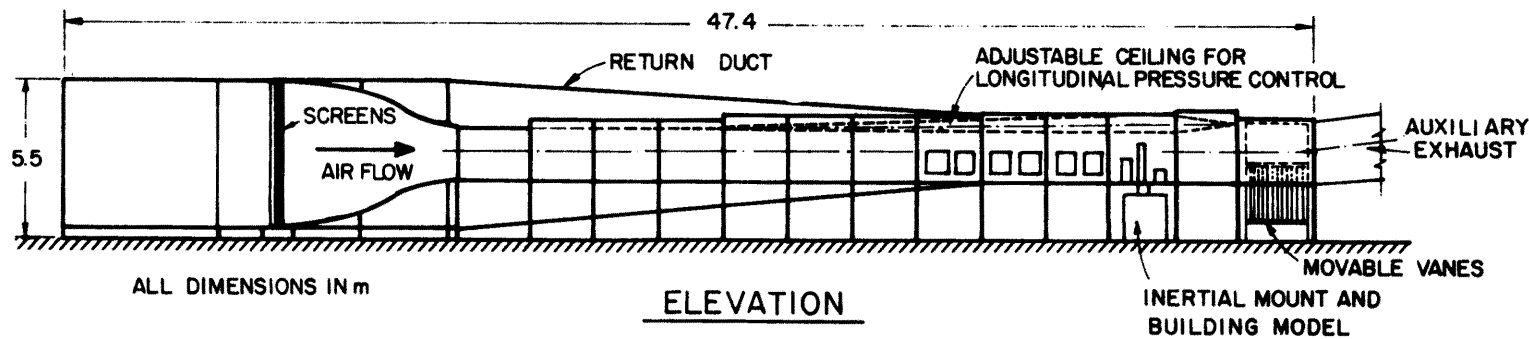 47.4
RETURN DUCT
ADJUSTABLE CEILING FOR
LONGITUDINAL PRESSURE CONTROL
SCREENS
5.5
AIR FLOW
AUXILIARY
EXHAUST
MOVABLE VANES
ALL DIMENSIONS IN m
ELEVATION
INERTIAL MOUNT AND
BUILDING MODEL